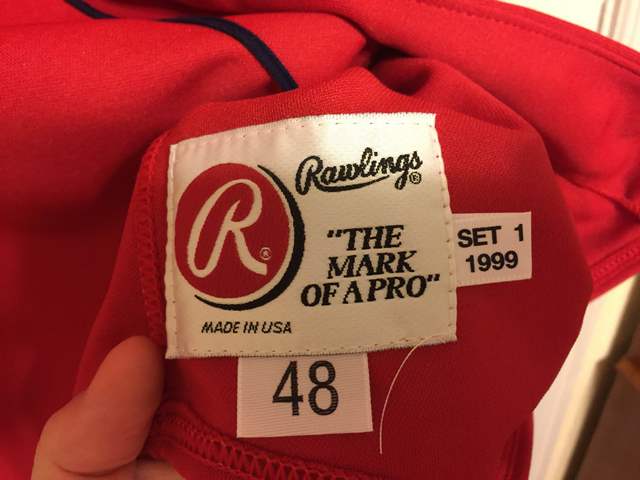 Rawlings®
R®
"THE
MARK
OF A PRO"
MADE IN USA
SET 1
1999
48